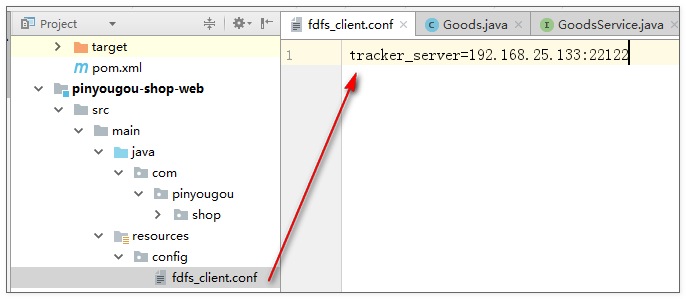 Project
target
pom.xml
pinyougou-shop-web
src
main
java
com
pinyougou
shop
resources
config
fdfs_client.conf
fdfs_client.conf
Goods.java
GoodsService.java
1
tracker_server=192.168.25.133:22122